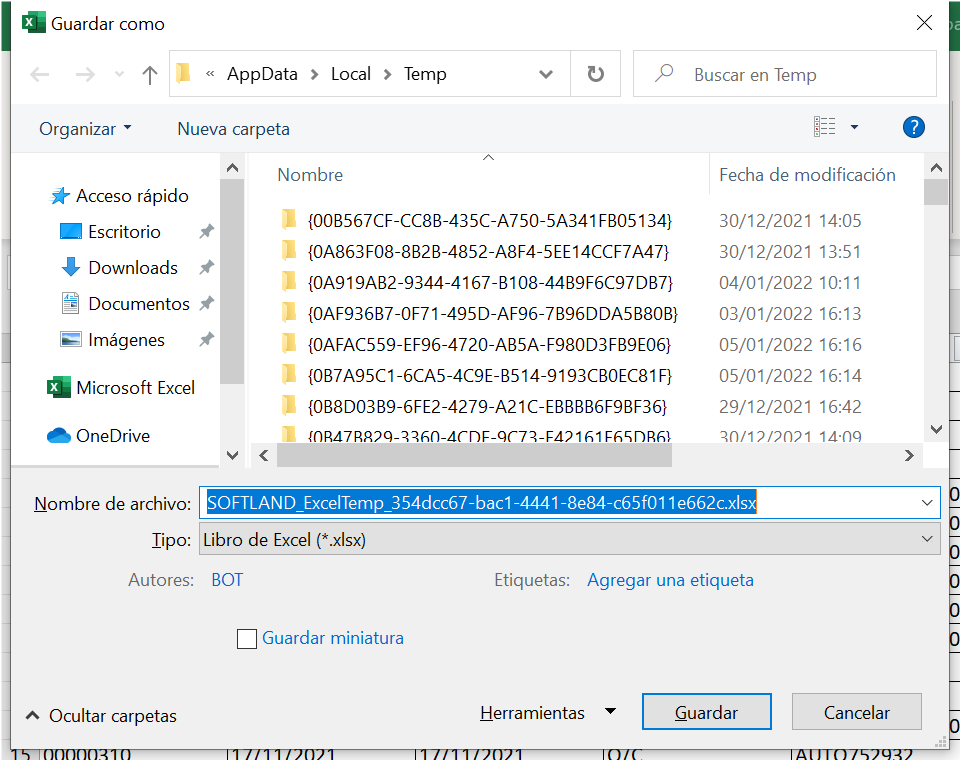 Guardar como
« AppData > Local > Temp
Buscar en Temp
Organizar
Nueva carpeta
Nombre
Fecha de modificación
Acceso rápido
Escritorio
Downloads
Documentos
Imágenes
Microsoft Excel
OneDrive
{00B567CF-CC8B-435C-A750-5A341FB05134} 30/12/2021 14:05
{0A863F08-8B2B-4852-A8F4-5EE14CCF7A47} 30/12/2021 13:51
{0A919AB2-9344-4167-B108-44B9F6C97DB7} 04/01/2022 10:11
{0AF936B7-0F71-495D-AF96-7B96DDA5B80B} 03/01/2022 16:13
{0AFAC559-EF96-4720-AB5A-F980D3FB9E06} 05/01/2022 16:16
{0B7A95C1-6CA5-4C9E-B514-9193CB0EC81F} 05/01/2022 16:14
{0B8D03B9-6FE2-4279-A21C-EBBBB6F9BF36} 29/12/2021 16:42
{0B47B829-3360-4CDE-9C73-F42161F65DB6} 30/12/2021 14:09
Nombre de archivo: SOFTLAND_ExcelTemp_354dcc67-bac1-4441-8e84-c65f011e662c.xlsx
Tipo: Libro de Excel (*.xlsx)
Autores: BOT
Etiquetas: Agregar una etiqueta
Guardar miniatura
Ocultar carpetas
Herramientas
Guardar
Cancelar
15 00000310 17/11/2021 17/11/2021 O/C AUTO752932